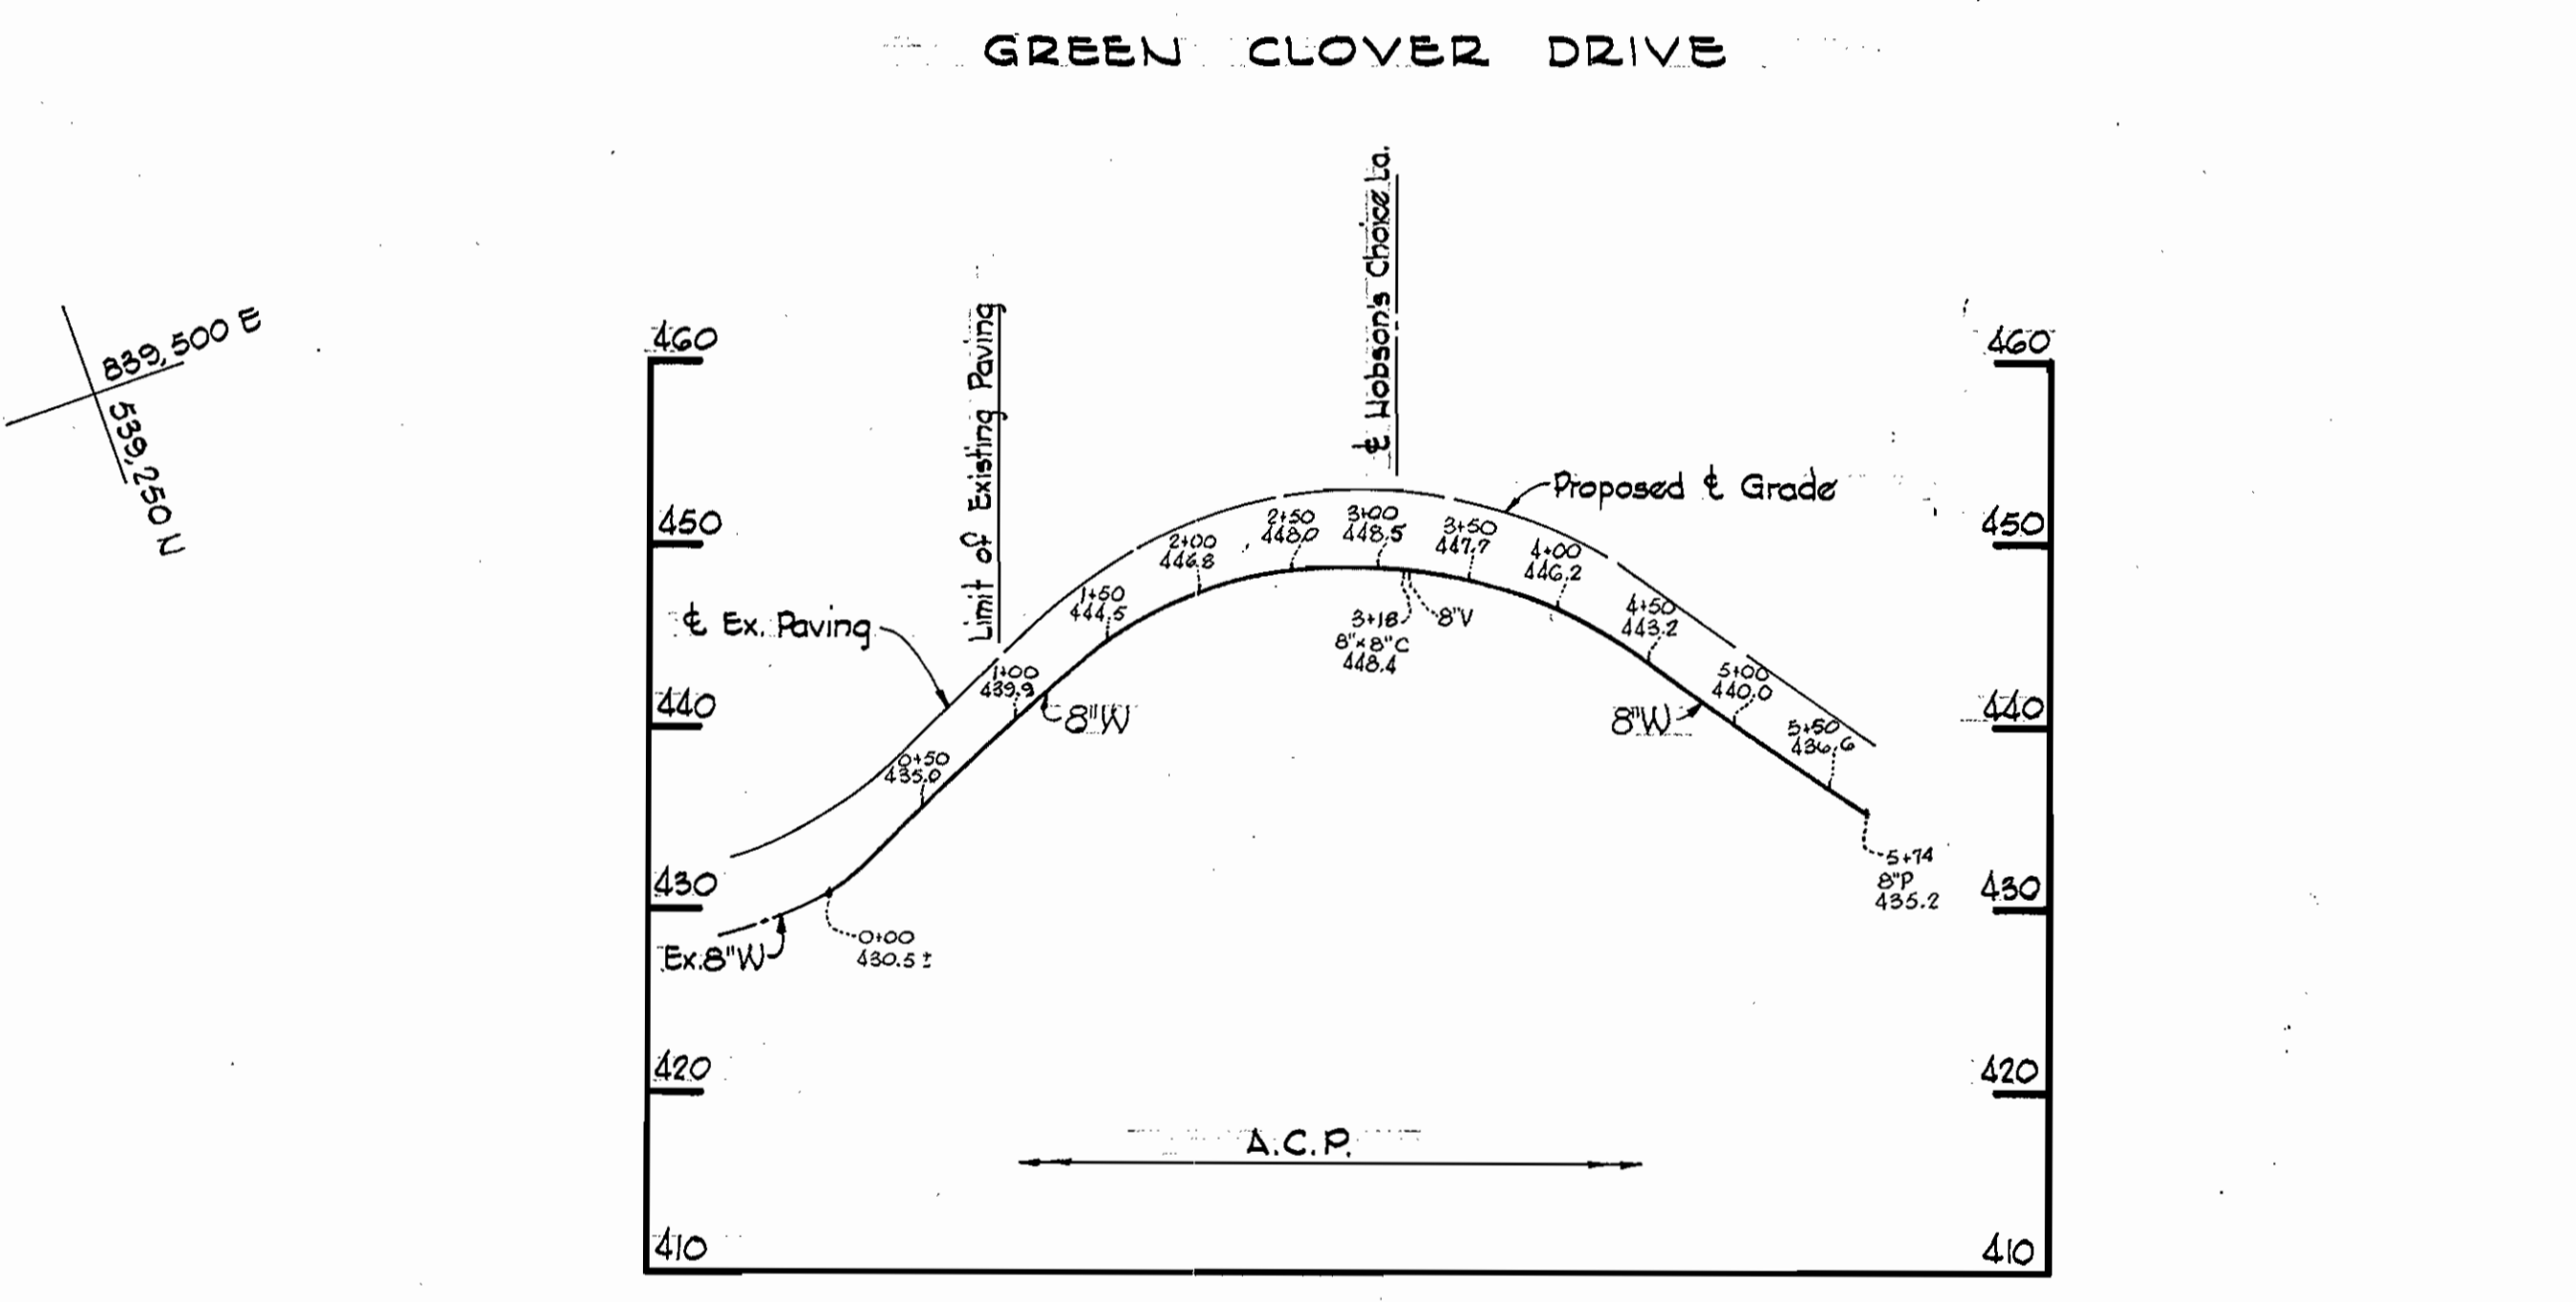 GREEN CLOVER DRIVE
839,500 E
539,250 N
460
450
440
430
420
410
Limit of Existing Paving
℄ Hobson's Choice La.
460
450
440
430
420
410
℄ Ex. Paving
Proposed ℄ Grade
Ex. 8"W
0+00
430.5 ±
0+50
435.0
1+00
439.9
8"W
1+50
444.5
2+00
446.8
2+50
448.0
3+00
448.5
3+18
8"x8"C
448.4
8"V
3+50
447.7
4+00
446.2
4+50
443.2
8"W
5+00
440.0
5+50
436.6
5+74
8"P
435.2
A.C.P.